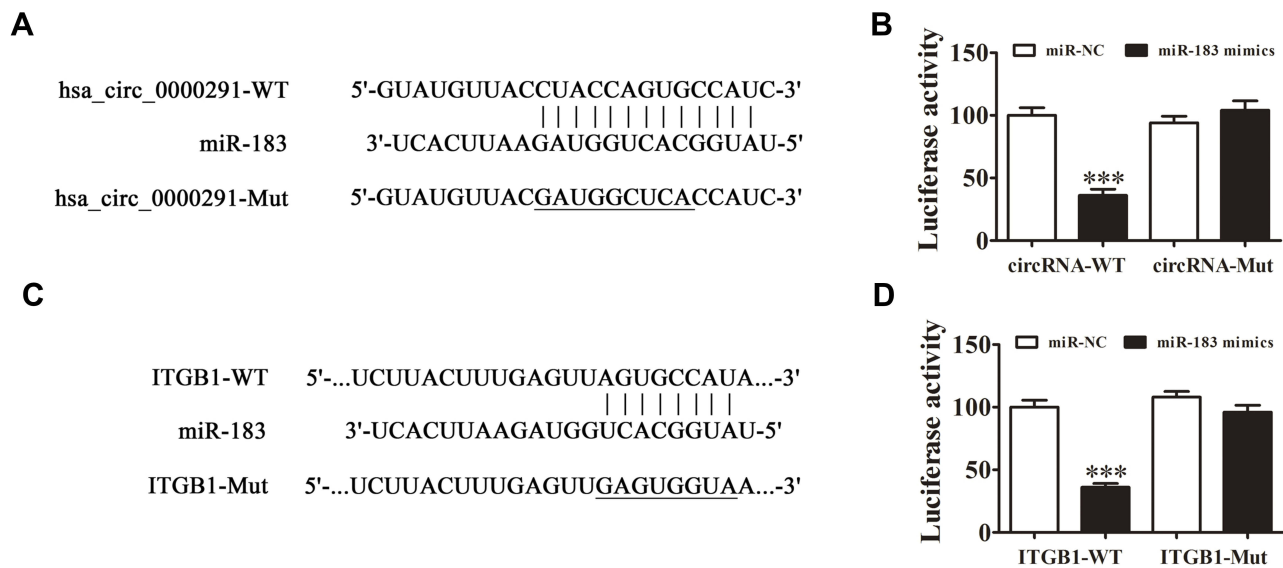 A
hsa_circ_0000291-WT 5'-GUAUGUUACCUACCAGUGCCAUC-3'
miR-183 3'-UCACUUAAGAUGGUCACGGUAU-5'
hsa_circ_0000291-Mut 5'-GUAUGUUACGAUGGCUCACCAUC-3'
B
miR-NC miR-183 mimics
Luciferase activity
150
100
50
0
***
circRNA-WT circRNA-Mut
C
ITGB1-WT 5'-...UCUUACUUUGAGUUAGUGCCAUA...-3'
miR-183 3'-UCACUUAAGAUGGUCACGGUAU-5'
ITGB1-Mut 5'-...UCUUACUUUGAGUUGAGUGGUAA...-3'
D
miR-NC miR-183 mimics
Luciferase activity
150
100
50
0
***
ITGB1-WT ITGB1-Mut